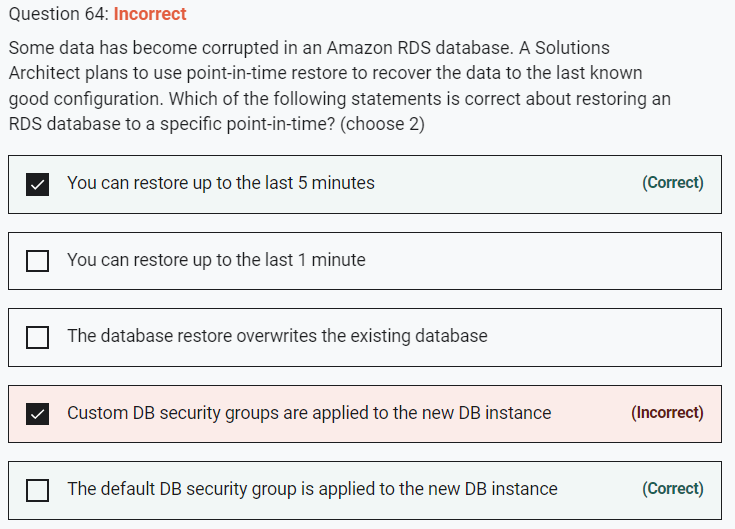 Question 64: Incorrect
Some data has become corrupted in an Amazon RDS database. A Solutions
Architect plans to use point-in-time restore to recover the data to the last known
good configuration. Which of the following statements is correct about restoring an
RDS database to a specific point-in-time? (choose 2)
You can restore up to the last 5 minutes (Correct)
You can restore up to the last 1 minute
The database restore overwrites the existing database
Custom DB security groups are applied to the new DB instance (Incorrect)
The default DB security group is applied to the new DB instance (Correct)